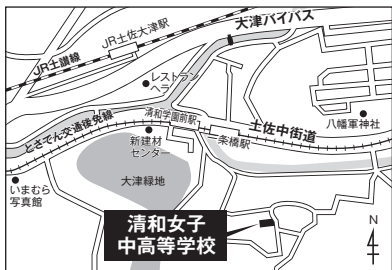 JR土佐大津駅
大津バイパス
JR土讃線
レストラン
ヘラ
清和学園前駅
土佐中街道
八幡軍神社
とさでん交通後免線
一条橋駅
新建材
センター
大津緑地
いまむら
写真館
清和女子
中高等学校
N